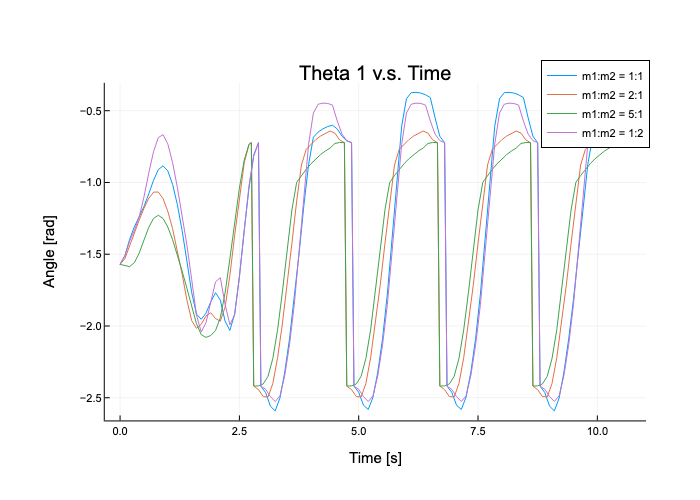 Theta 1 v.s. Time
m1:m2 = 1:1
m1:m2 = 2:1
m1:m2 = 5:1
m1:m2 = 1:2
Angle [rad]
−0.5
−1.0
−1.5
−2.0
−2.5
0.0 2.5 5.0 7.5 10.0
Time [s]